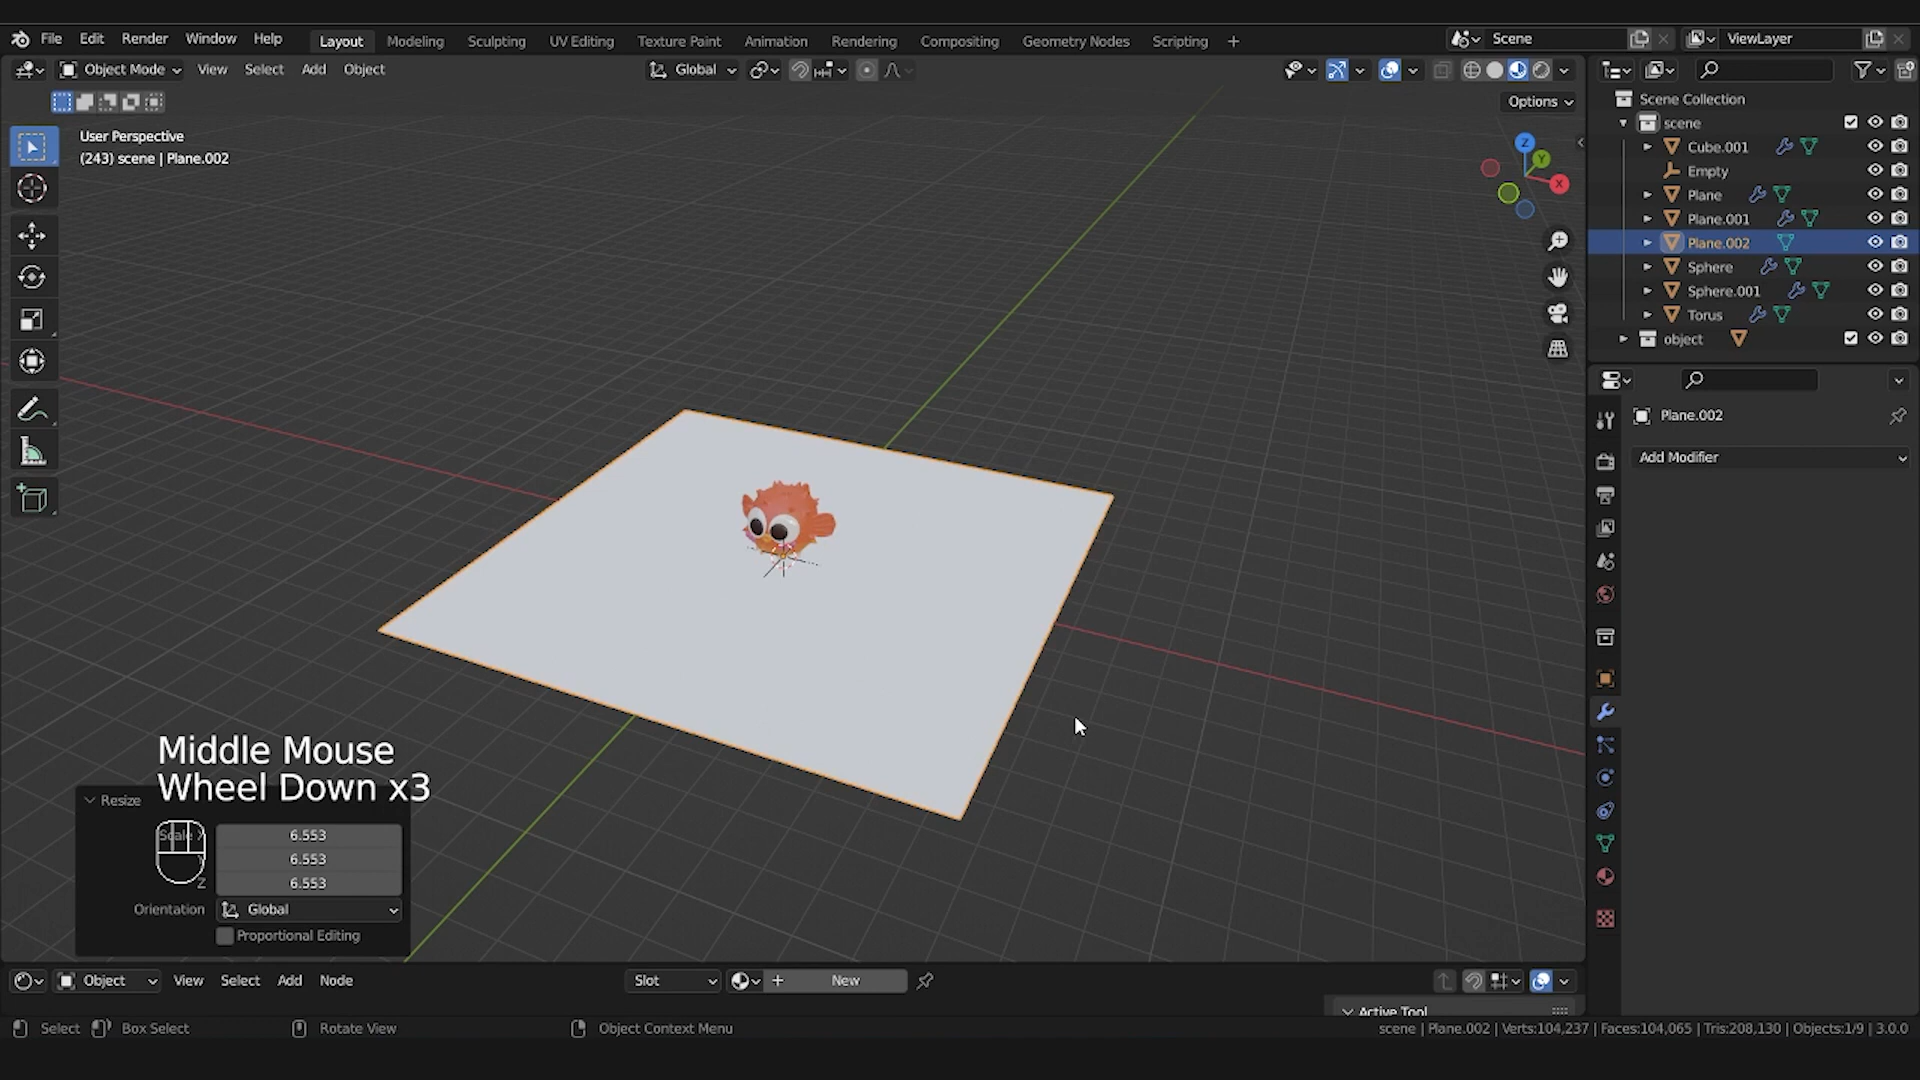 File Edit Render Window Help Layout Modeling Sculpting UV Editing Texture Paint Animation Rendering Compositing Geometry Nodes Scripting + Scene ViewLayer
Object Mode View Select Add Object Global
Options
User Perspective
(243) scene | Plane.002
Z
Y
X
Scene Collection
scene
Cube.001
Empty
Plane
Plane.001
Plane.002
Sphere
Sphere.001
Torus
object
Plane.002
Add Modifier
Middle Mouse
Wheel Down x3
Resize
Scale X 6.553
Y 6.553
Z 6.553
Orientation Global
Proportional Editing
Object View Select Add Node Slot + New
Active Tool
Select Box Select Rotate View Object Context Menu scene | Plane.002 | Verts:104,237 | Faces:104,065 | Tris:208,130 | Objects:1/9 | 3.0.0